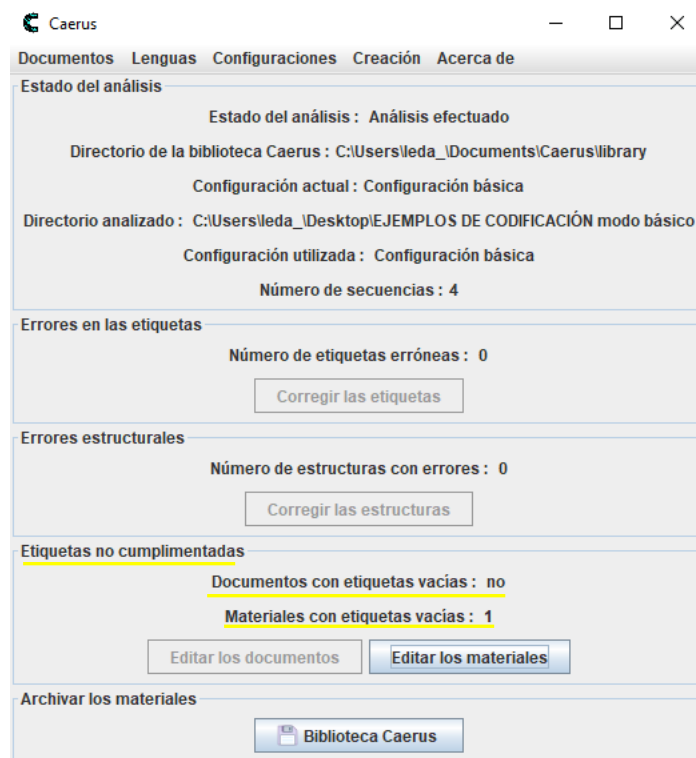 Caerus
Documentos Lenguas Configuraciones Creación Acerca de
Estado del análisis
Estado del análisis : Análisis efectuado
Directorio de la biblioteca Caerus : C:\Users\leda_\Documents\Caerus\library
Configuración actual : Configuración básica
Directorio analizado : C:\Users\leda_\Desktop\EJEMPLOS DE CODIFICACIÓN modo básico
Configuración utilizada : Configuración básica
Número de secuencias : 4
Errores en las etiquetas
Número de etiquetas erróneas : 0
Corregir las etiquetas
Errores estructurales
Número de estructuras con errores : 0
Corregir las estructuras
Etiquetas no cumplimentadas
Documentos con etiquetas vacías : no
Materiales con etiquetas vacías : 1
Editar los documentos Editar los materiales
Archivar los materiales
Biblioteca Caerus